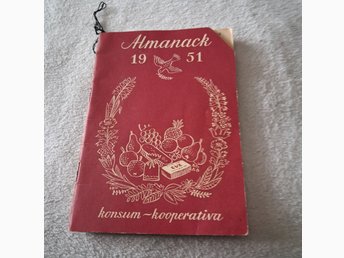 Almanack
19 51
konsum-kooperativa